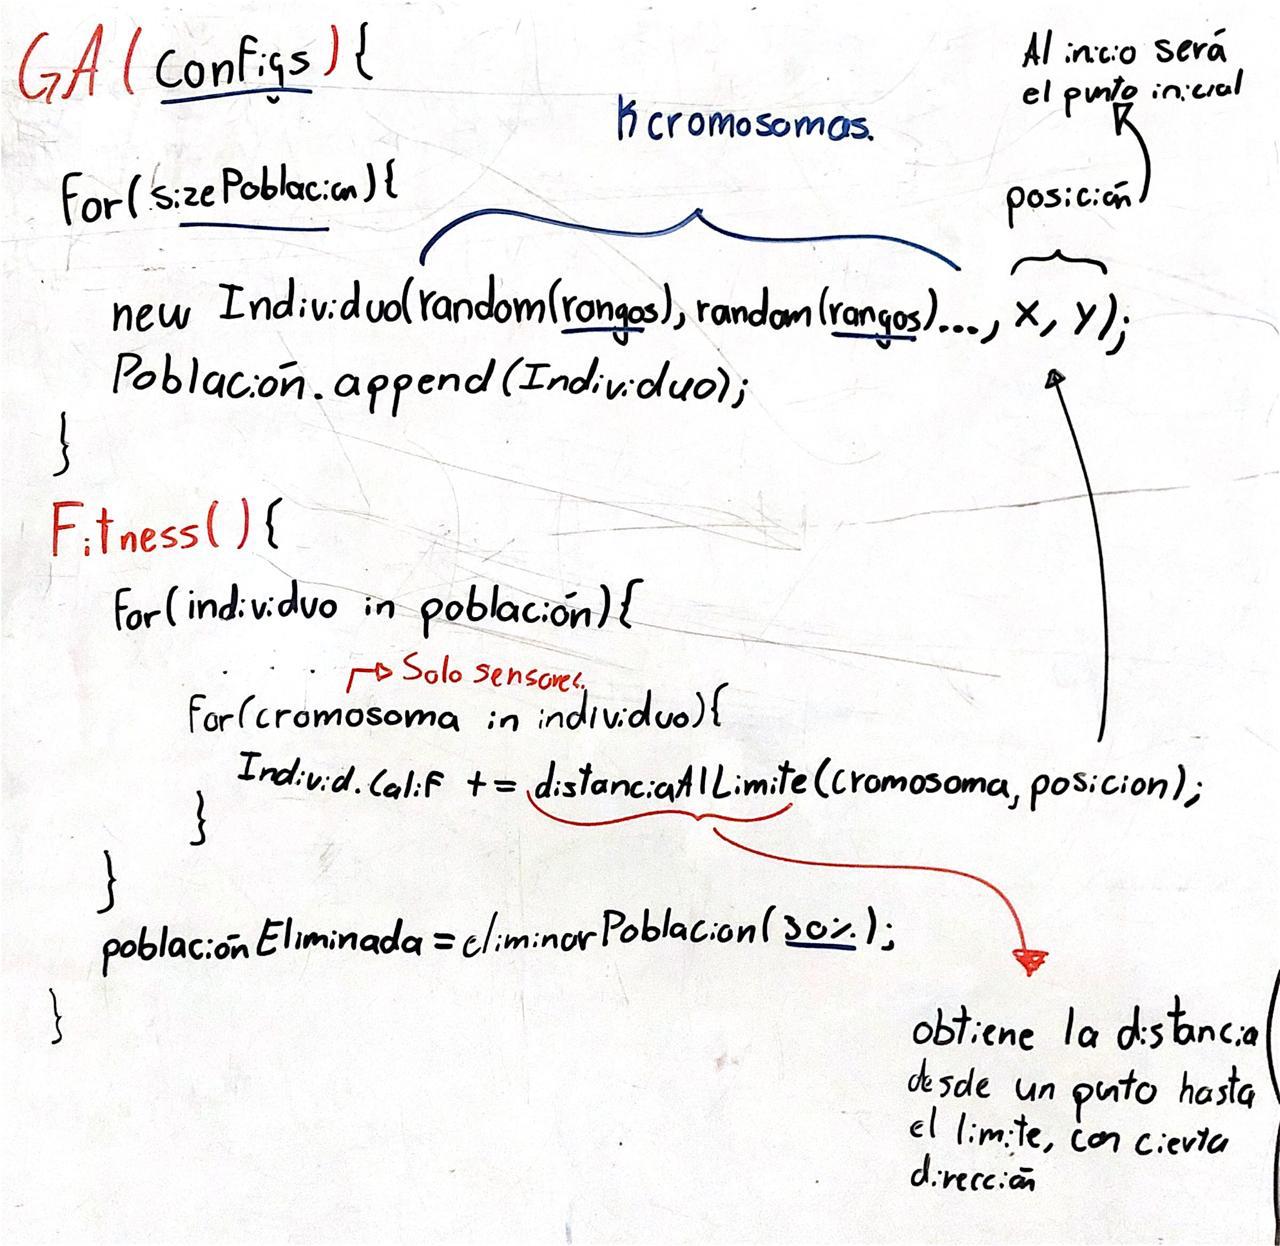 GA(configs){
Al incio será
el punto inicial
K cromosomas.
For(sizePoblacion){
posición
new Individuo(random(rangos), random(rangos)..., X, Y);
Población.append(Individuo);
}
Fitness(){
For(individuo in población){
Solo sensores.
For(cromosoma in individuo){
Individ.Calif += distanciaAlLimite(cromosoma, posicion);
}
}
poblaciónEliminada = eliminarPoblacion(30%);
}
obtiene la distancia
desde un punto hasta
el limite, con cierta
dirección